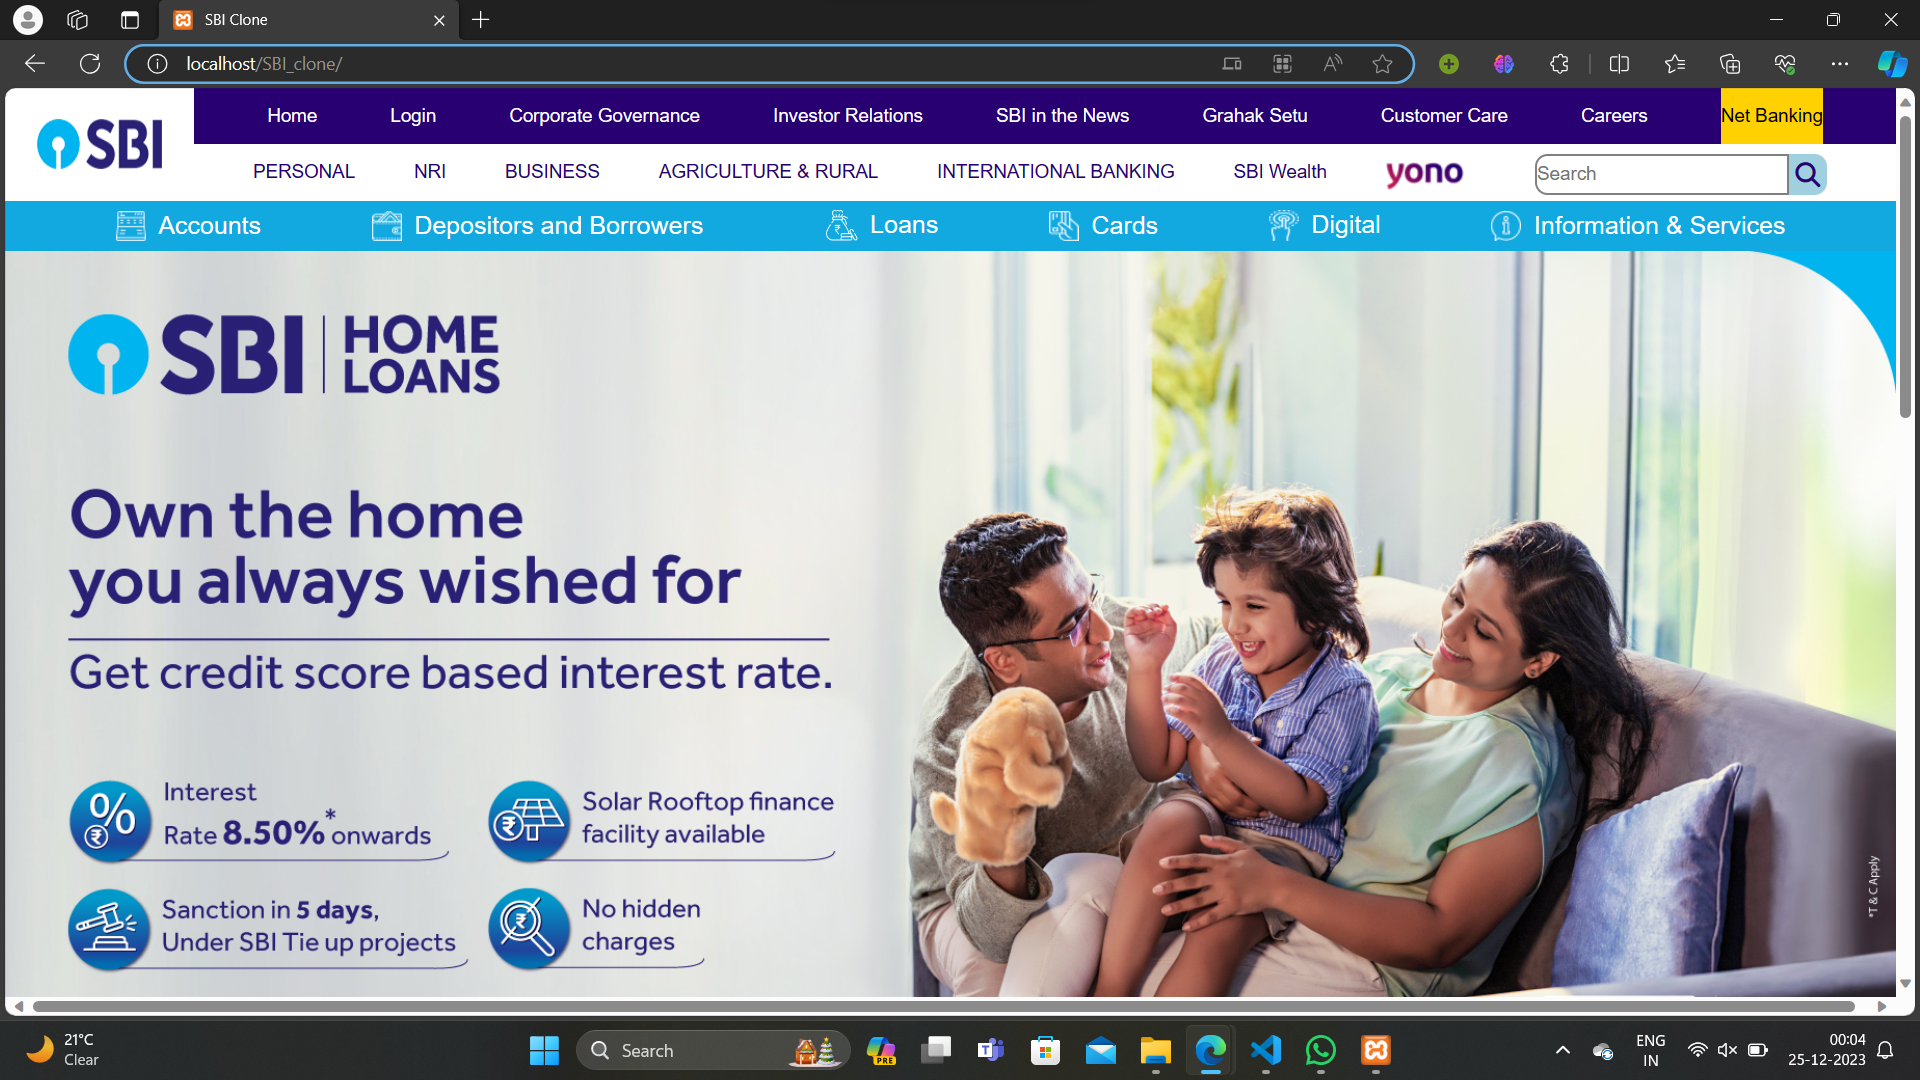 SBI Clone
localhost/SBI_clone/
SBI
Home Login Corporate Governance Investor Relations SBI in the News Grahak Setu Customer Care Careers Net Banking
PERSONAL NRI BUSINESS AGRICULTURE & RURAL INTERNATIONAL BANKING SBI Wealth yono Search
Accounts Depositors and Borrowers Loans Cards Digital Information & Services
SBI
HOME
LOANS
Own the home
you always wished for
Get credit score based interest rate.
Interest
Rate 8.50%* onwards
Solar Rooftop finance
facility available
Sanction in 5 days,
Under SBI Tie up projects
No hidden
charges
*T & C Apply
21°C
Clear
Search
PRE
ENG
IN
00:04
25-12-2023